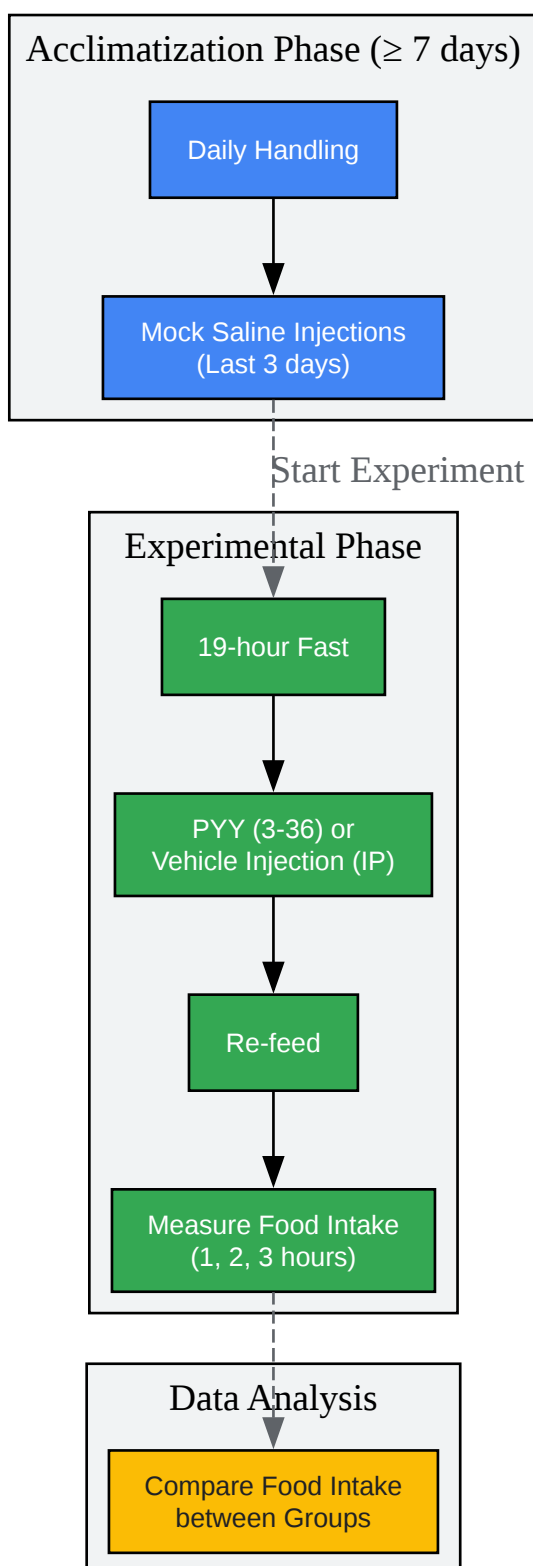 Acclimatization Phase (≥ 7 days)
Daily Handling
Mock Saline Injections
(Last 3 days)
Start Experiment
Experimental Phase
19-hour Fast
PYY (3-36) or
Vehicle Injection (IP)
Re-feed
Measure Food Intake
(1, 2, 3 hours)
Data Analysis
Compare Food Intake
between Groups